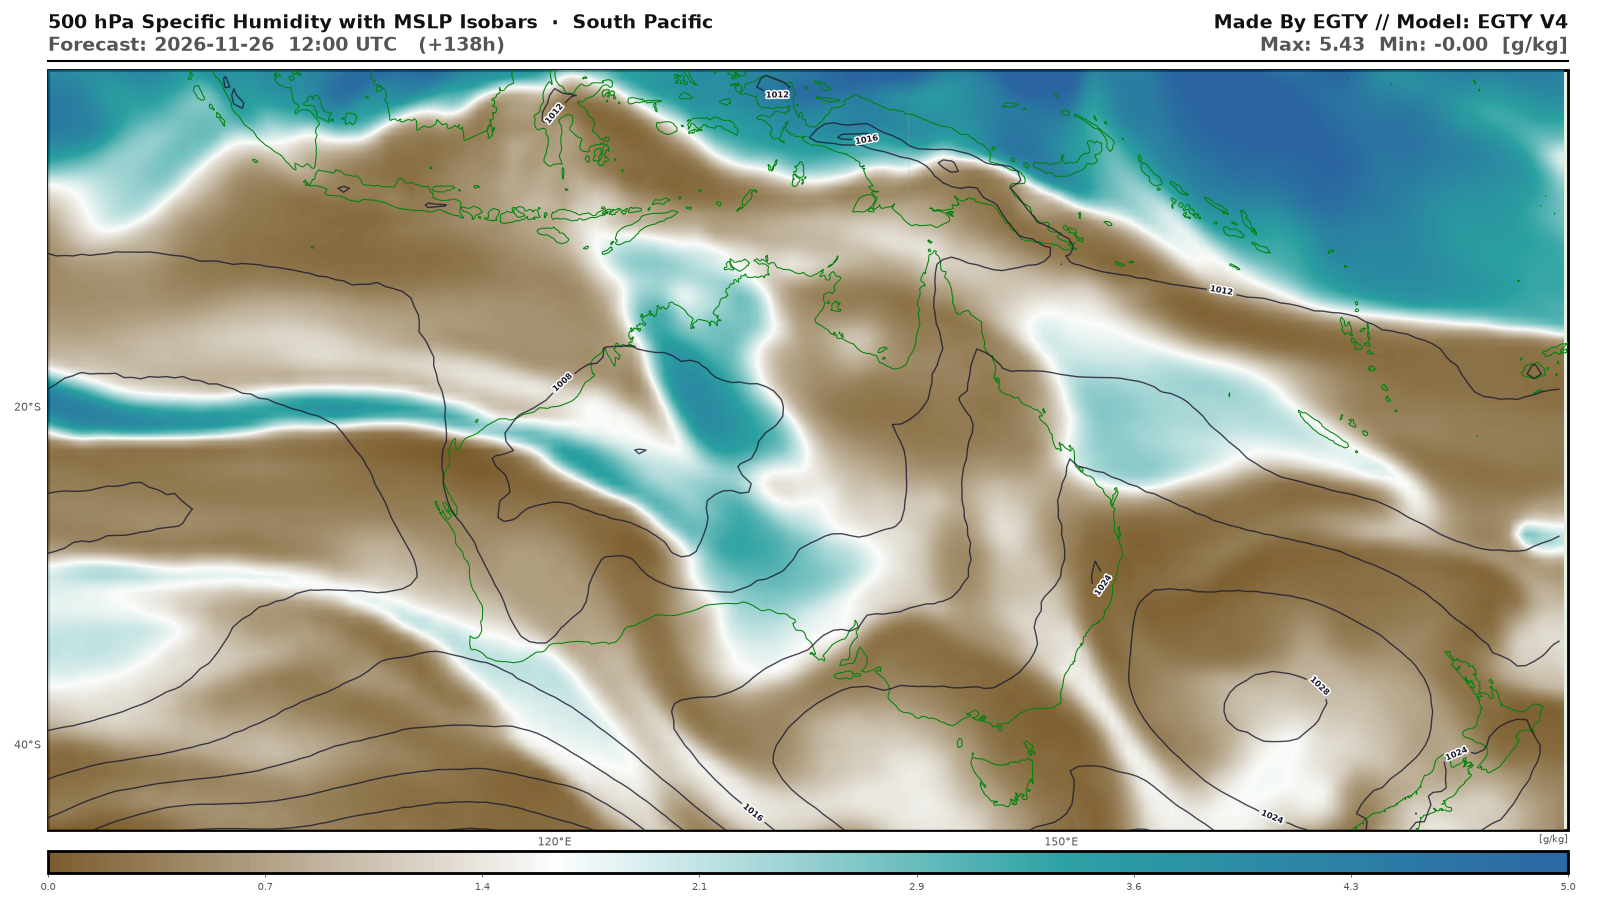 500 hPa Specific Humidity with MSLP Isobars · South Pacific
Made By EGTY // Model: EGTY V4
Forecast: 2026-11-26 12:00 UTC (+138h)
Max: 5.43 Min: -0.00 [g/kg]
1012
1012
1016
1012
1008
20°S
1024
1028
40°S
1024
1016
1024
120°E
150°E
[g/kg]
0.0
0.7
1.4
2.1
2.9
3.6
4.3
5.0